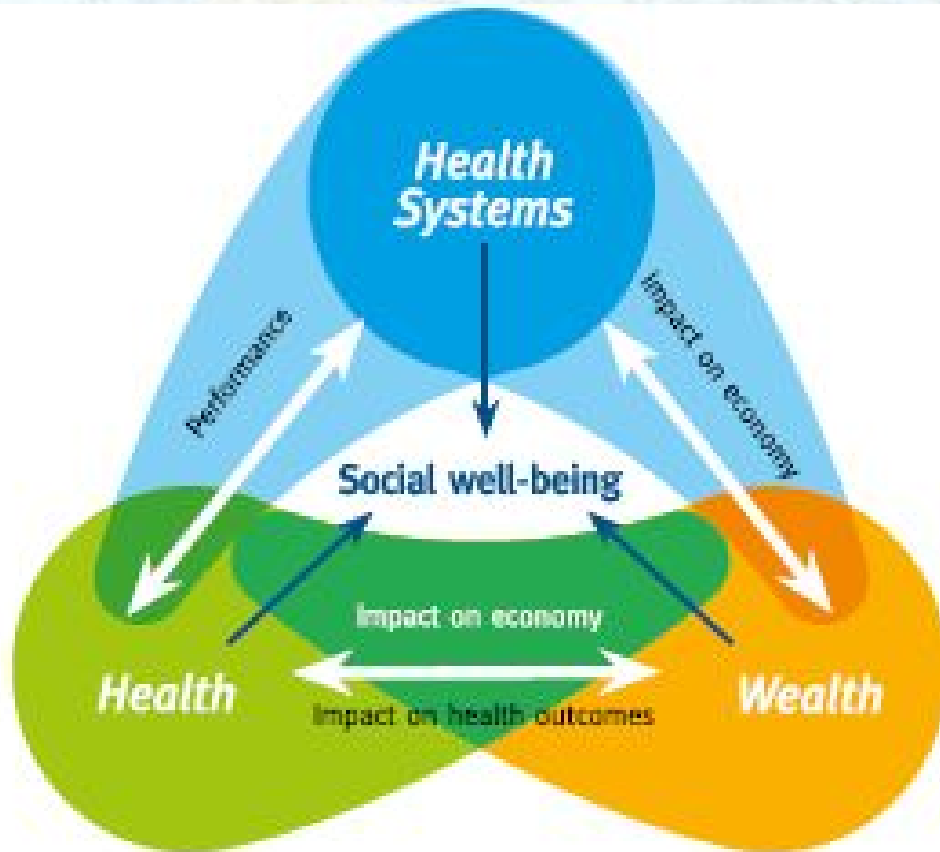 Health
Systems
Performance
impact on economy
Social well-being
Impact on economy
Health
Wealth
Impact on health outcomes